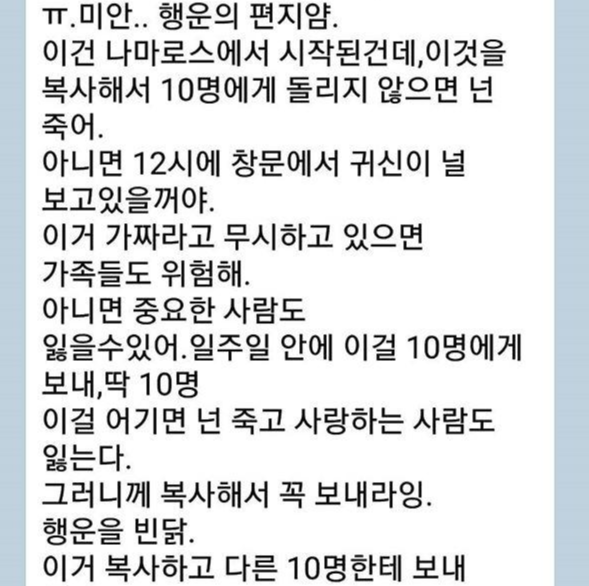 ㅠ.미안.. 행운의 편지얌.
이건 나마로스에서 시작된건데,이것을
복사해서 10명에게 돌리지 않으면 넌
죽어.
아니면 12시에 창문에서 귀신이 널
보고있을꺼야.
이거 가짜라고 무시하고 있으면
가족들도 위험해.
아니면 중요한 사람도
잃을수있어.일주일 안에 이걸 10명에게
보내,딱 10명
이걸 어기면 넌 죽고 사랑하는 사람도
잃는다.
그러니께 복사해서 꼭 보내라잉.
행운을 빈닭.
이거 복사하고 다른 10명한테 보내